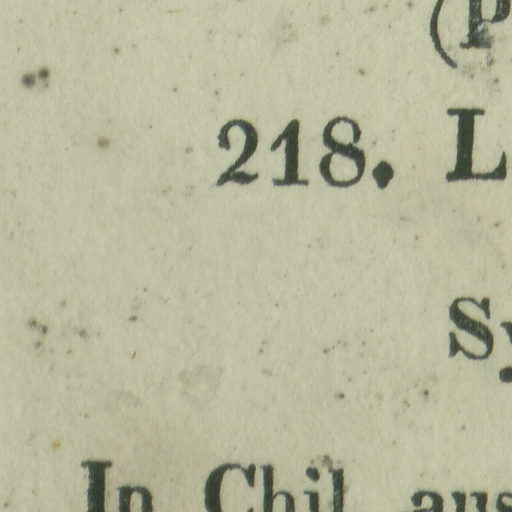 (P
218. L
Sy
In Chil. aus